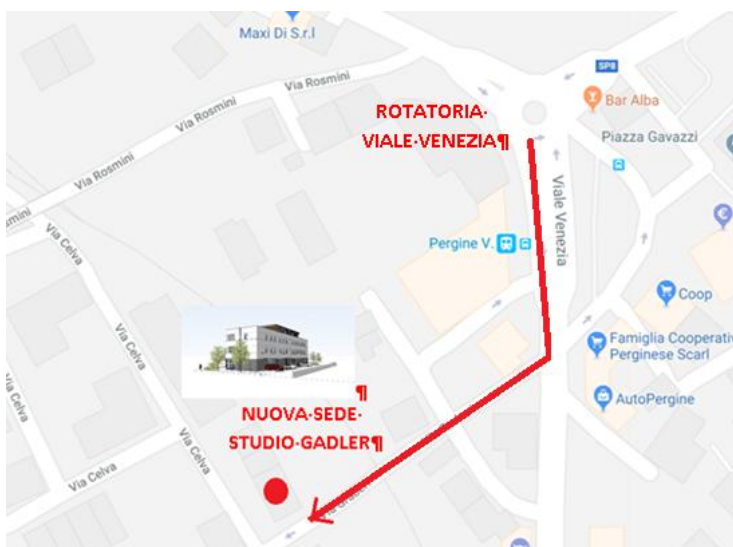 Maxi Di S.r.l
SP8
Via Rosmini
Via Rosmini
Via Rosmini
ROTATORIA·
VIALE·VENEZIA¶
Bar Alba
Piazza Gavazzi
Viale Venezia
Via Celva
Pergine V.
Coop
Via Celva
Famiglia Cooperativ
Perginese Scarl
AutoPergine
¶
NUOVA·SEDE·
STUDIO·GADLER¶
Via Celva
Via Celva
Via Celva